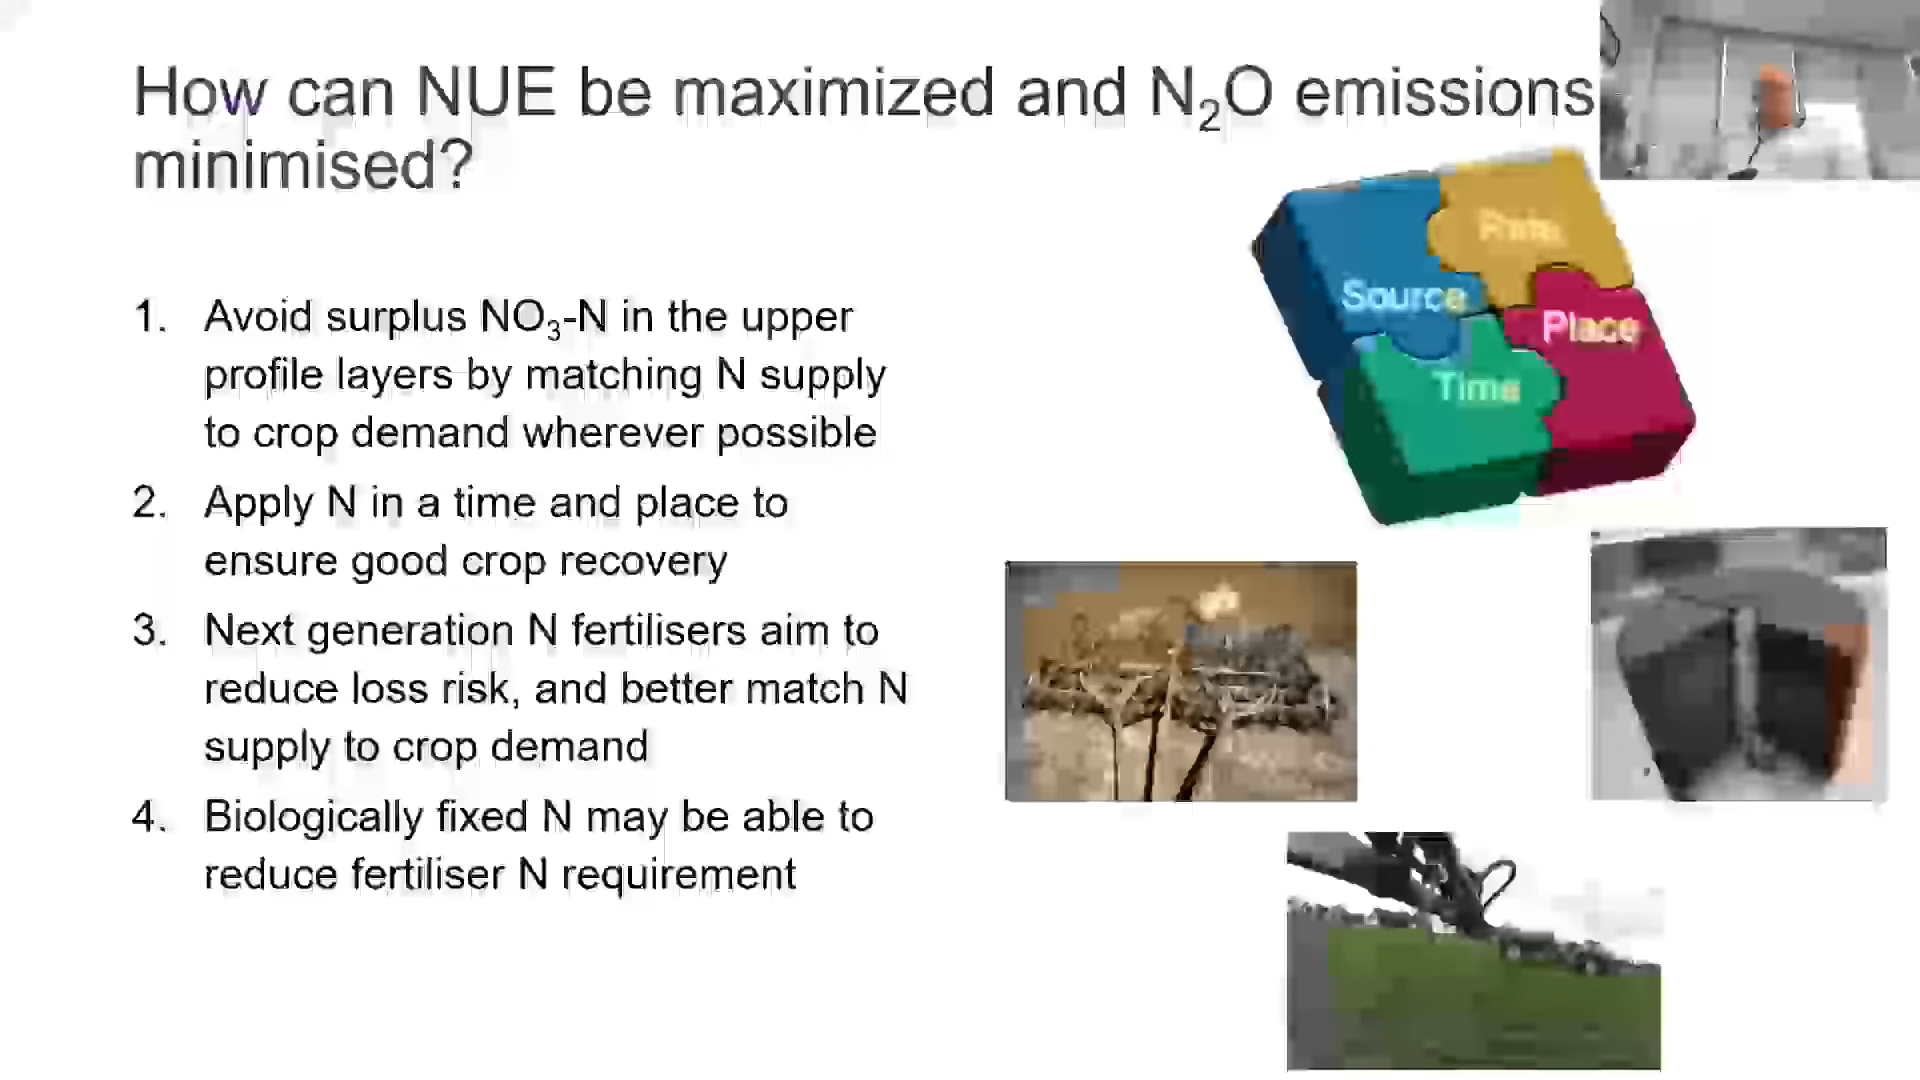 How can NUE be maximized and N₂O emissions
minimised?
Rate
Source
Place
Time
1. Avoid surplus NO₃-N in the upper
profile layers by matching N supply
to crop demand wherever possible
2. Apply N in a time and place to
ensure good crop recovery
3. Next generation N fertilisers aim to
reduce loss risk, and better match N
supply to crop demand
4. Biologically fixed N may be able to
reduce fertiliser N requirement